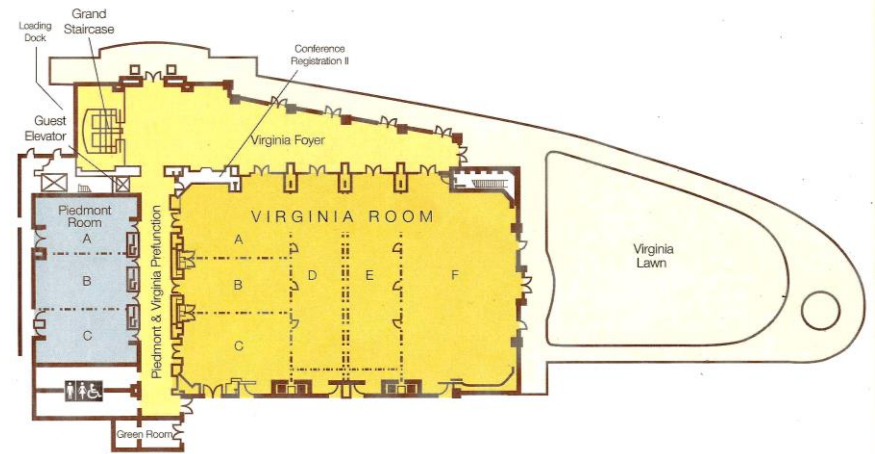 Grand
Staircase
Loading
Dock
Conference
Registration II
Guest
Elevator
Virginia Foyer
Piedmont
Room
A
B
C
Piedmont & Virginia Prefunction
VIRGINIA ROOM
A
B
C
D
E
F
Virginia
Lawn
Green Room